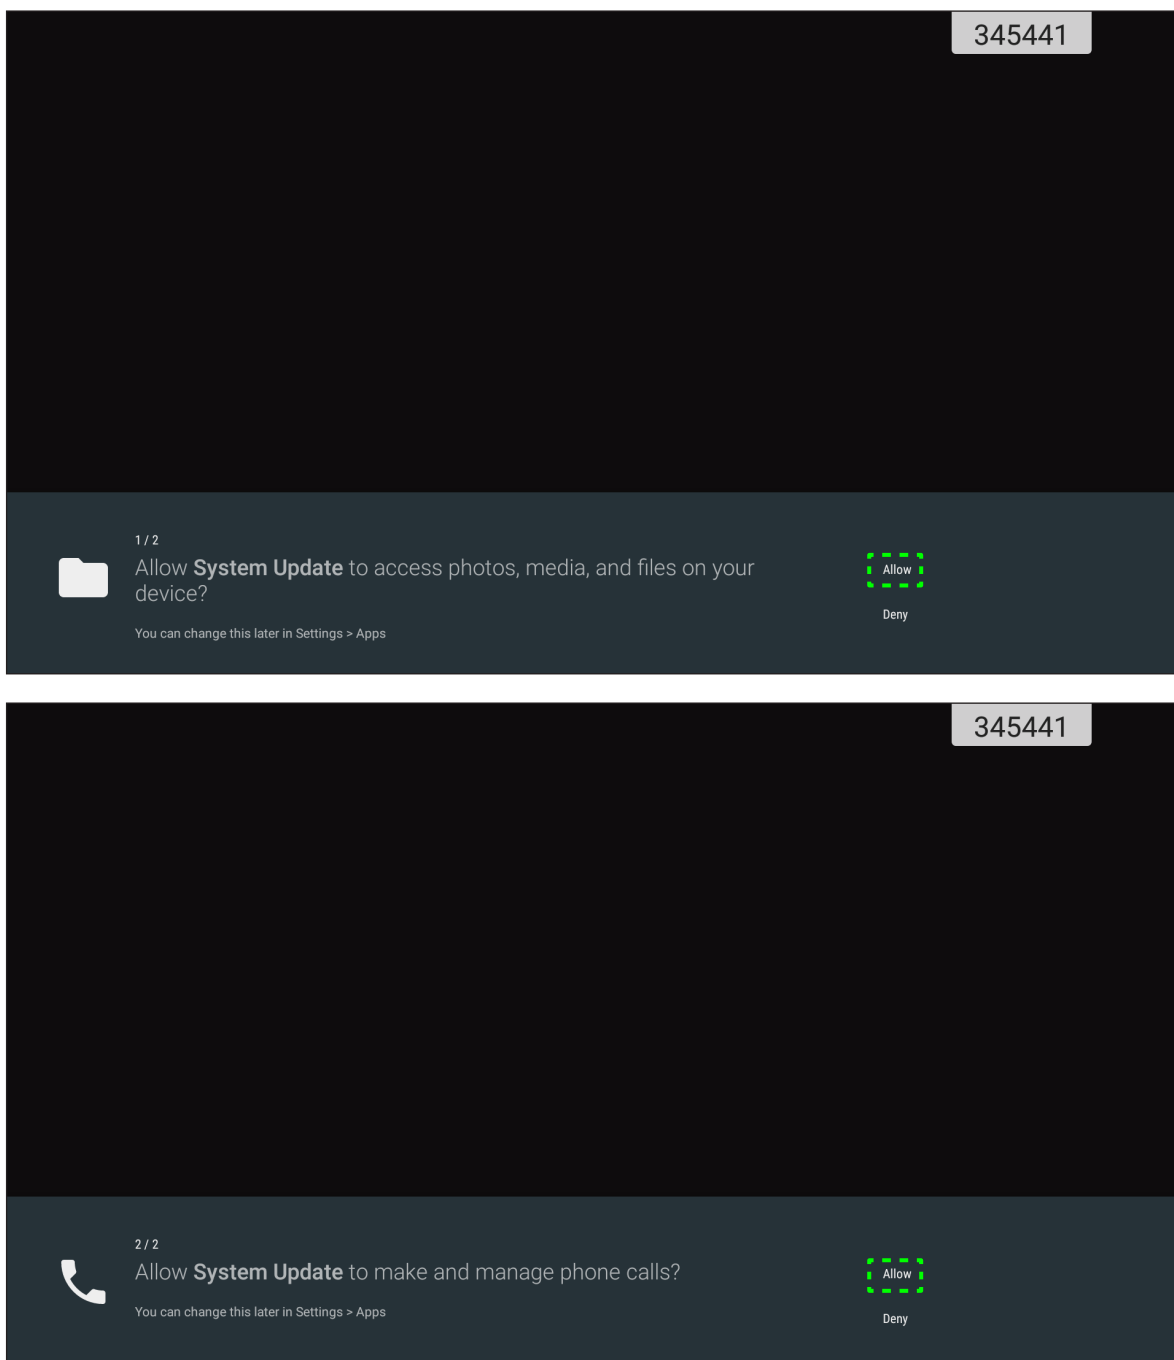 345441
1 / 2
Allow System Update to access photos, media, and files on your
device?
You can change this later in Settings > Apps
Allow
Deny
345441
2 / 2
Allow System Update to make and manage phone calls?
You can change this later in Settings > Apps
Allow
Deny